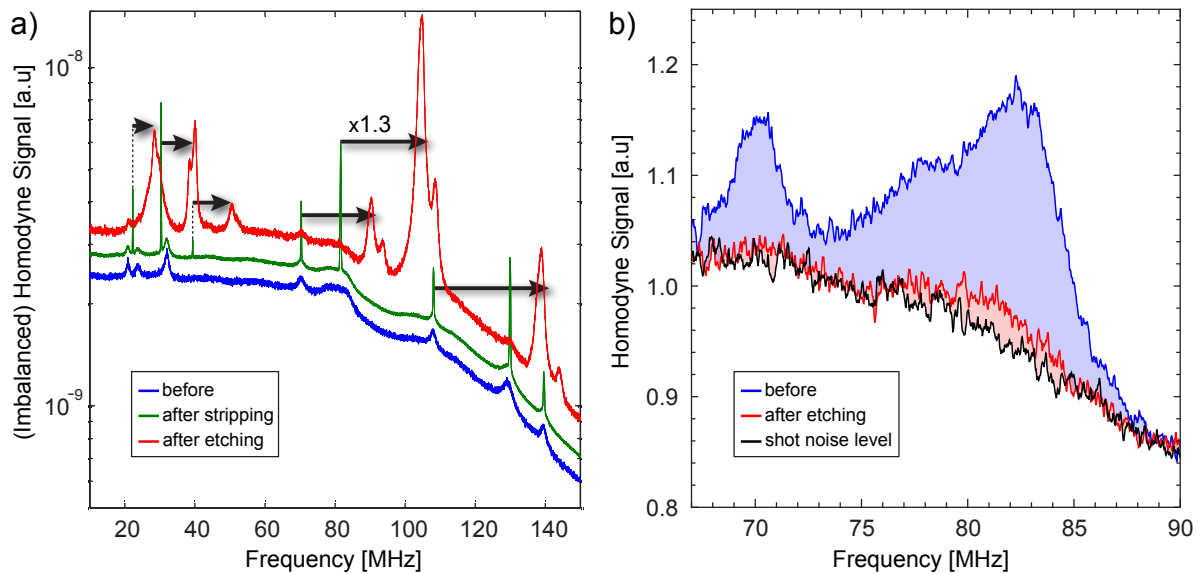 a)
(Imbalanced) Homodyne Signal [a.u]
10⁻⁸
10⁻⁹
x1.3
before
after stripping
after etching
20 40 60 80 100 120 140
Frequency [MHz]
b)
Homodyne Signal [a.u]
1.2
1.1
1.0
0.9
0.8
before
after etching
shot noise level
70 75 80 85 90
Frequency [MHz]